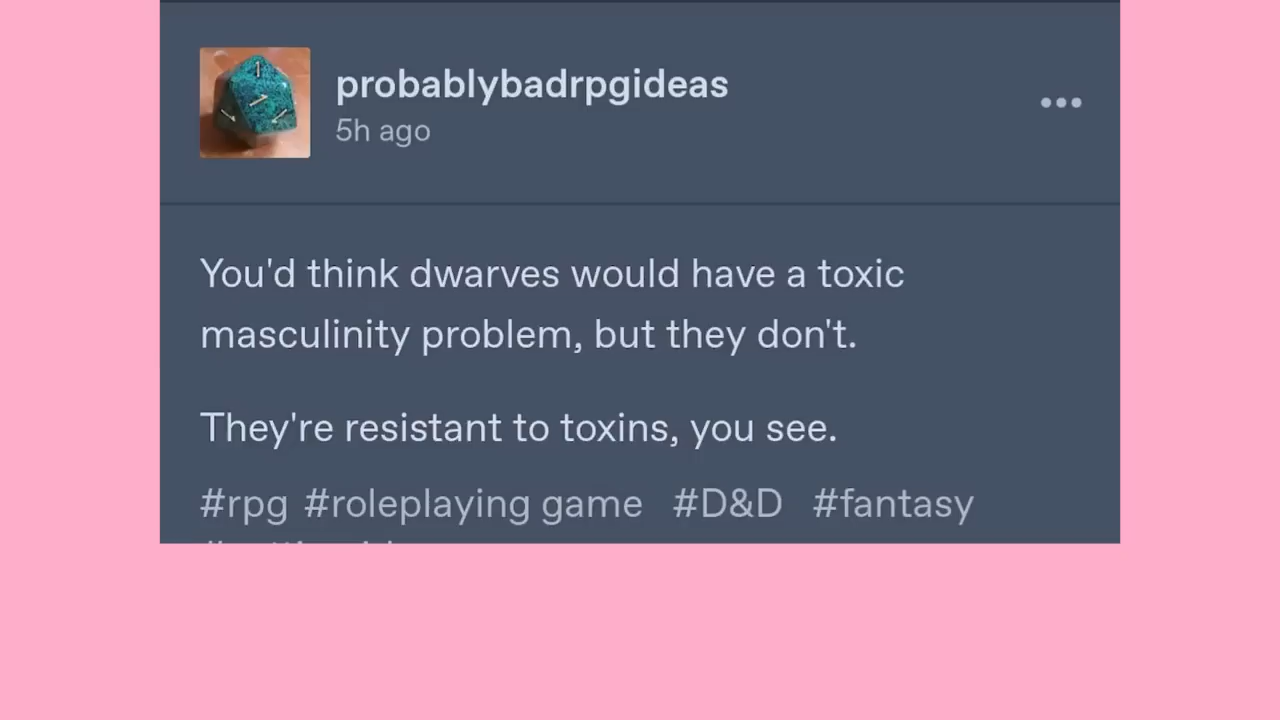 probablybadrpgideas
5h ago
You'd think dwarves would have a toxic
masculinity problem, but they don't.
They're resistant to toxins, you see.
#rpg #roleplaying game #D&D #fantasy